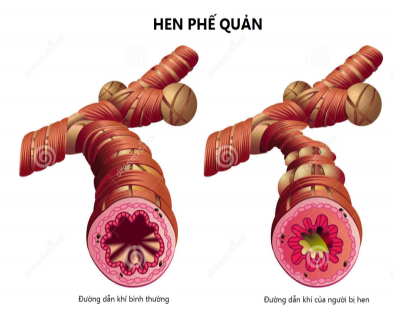 HEN PHẾ QUẢN
Đường dẫn khí bình thường
Đường dẫn khí của người bị hen